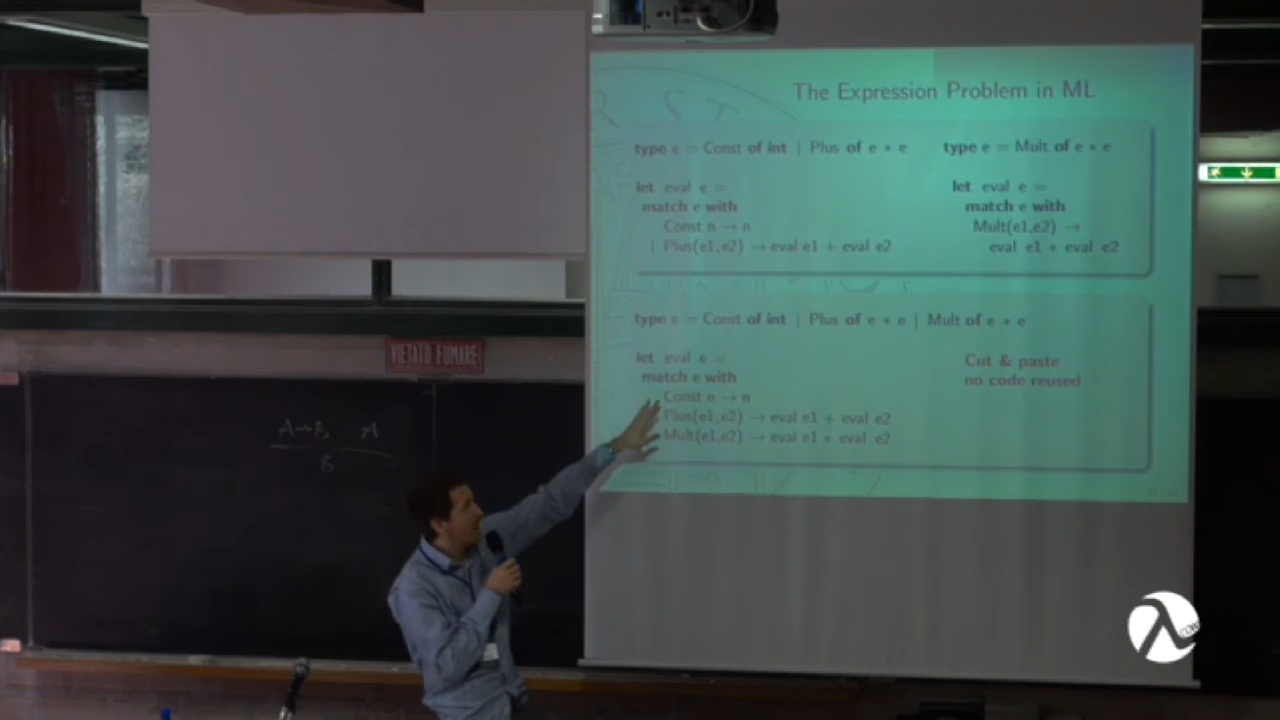 The Expression Problem in ML
type e = Const of int | Plus of e * e
type e = Mult of e * e
let eval e =
match e with
Const n → n
| Plus(e1,e2) → eval e1 + eval e2
let eval e =
match e with
Mult(e1,e2) →
eval e1 * eval e2
type e = Const of int | Plus of e * e | Mult of e * e
let eval e =
match e with
Const n → n
Plus(e1,e2) → eval e1 + eval e2
Mult(e1,e2) → eval e1 * eval e2
Cut & paste
no code reused
VIETATO FUMARE
A→B A
B
λ
CON